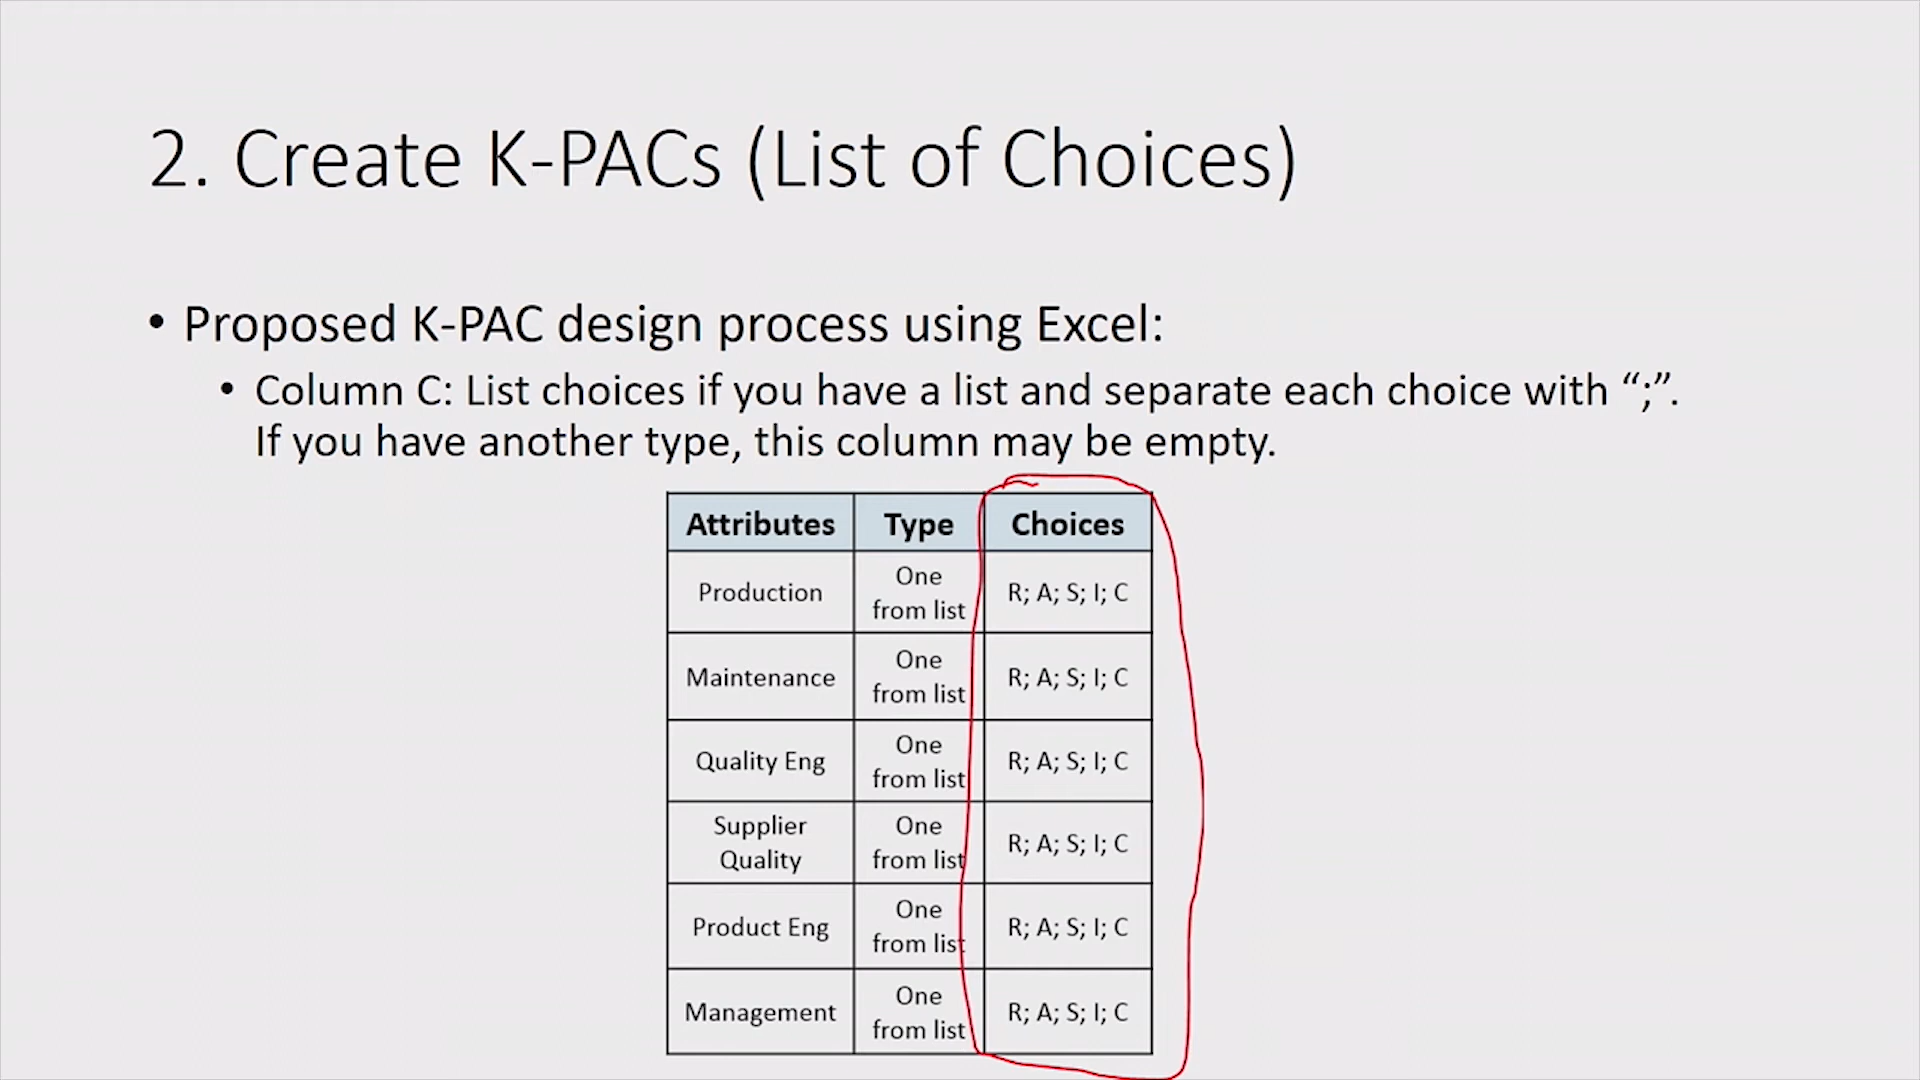 2. Create K-PACs (List of Choices)
• Proposed K-PAC design process using Excel:
• Column C: List choices if you have a list and separate each choice with “;”.
If you have another type, this column may be empty.
Attributes Type Choices
Production One from list R; A; S; I; C
Maintenance One from list R; A; S; I; C
Quality Eng One from list R; A; S; I; C
Supplier Quality One from list R; A; S; I; C
Product Eng One from list R; A; S; I; C
Management One from list R; A; S; I; C